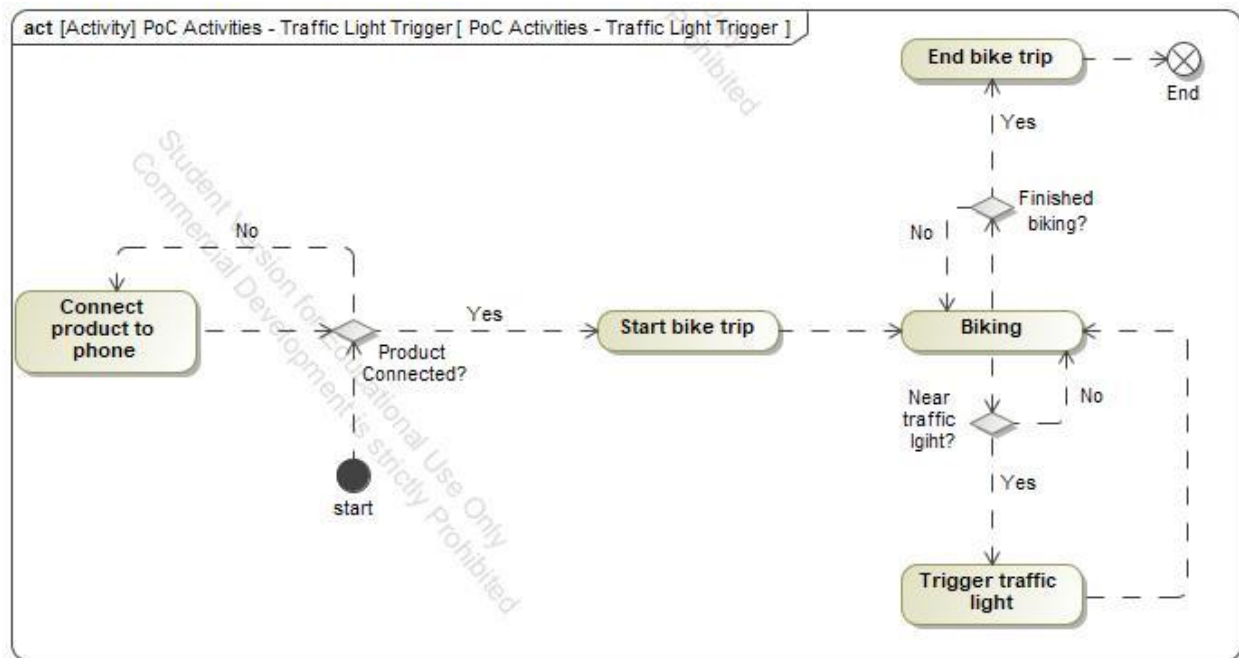 act [Activity] PoC Activities - Traffic Light Trigger [ PoC Activities - Traffic Light Trigger ]
Prohibited
End bike trip
End
Yes
Student Version for Educational Use Only
Commercial Development is strictly Prohibited
Finished
biking?
No
No
Connect
product to
phone
Yes
Product
Connected?
Start bike trip
Biking
Near
traffic
lgiht?
No
Yes
start
Trigger traffic
light